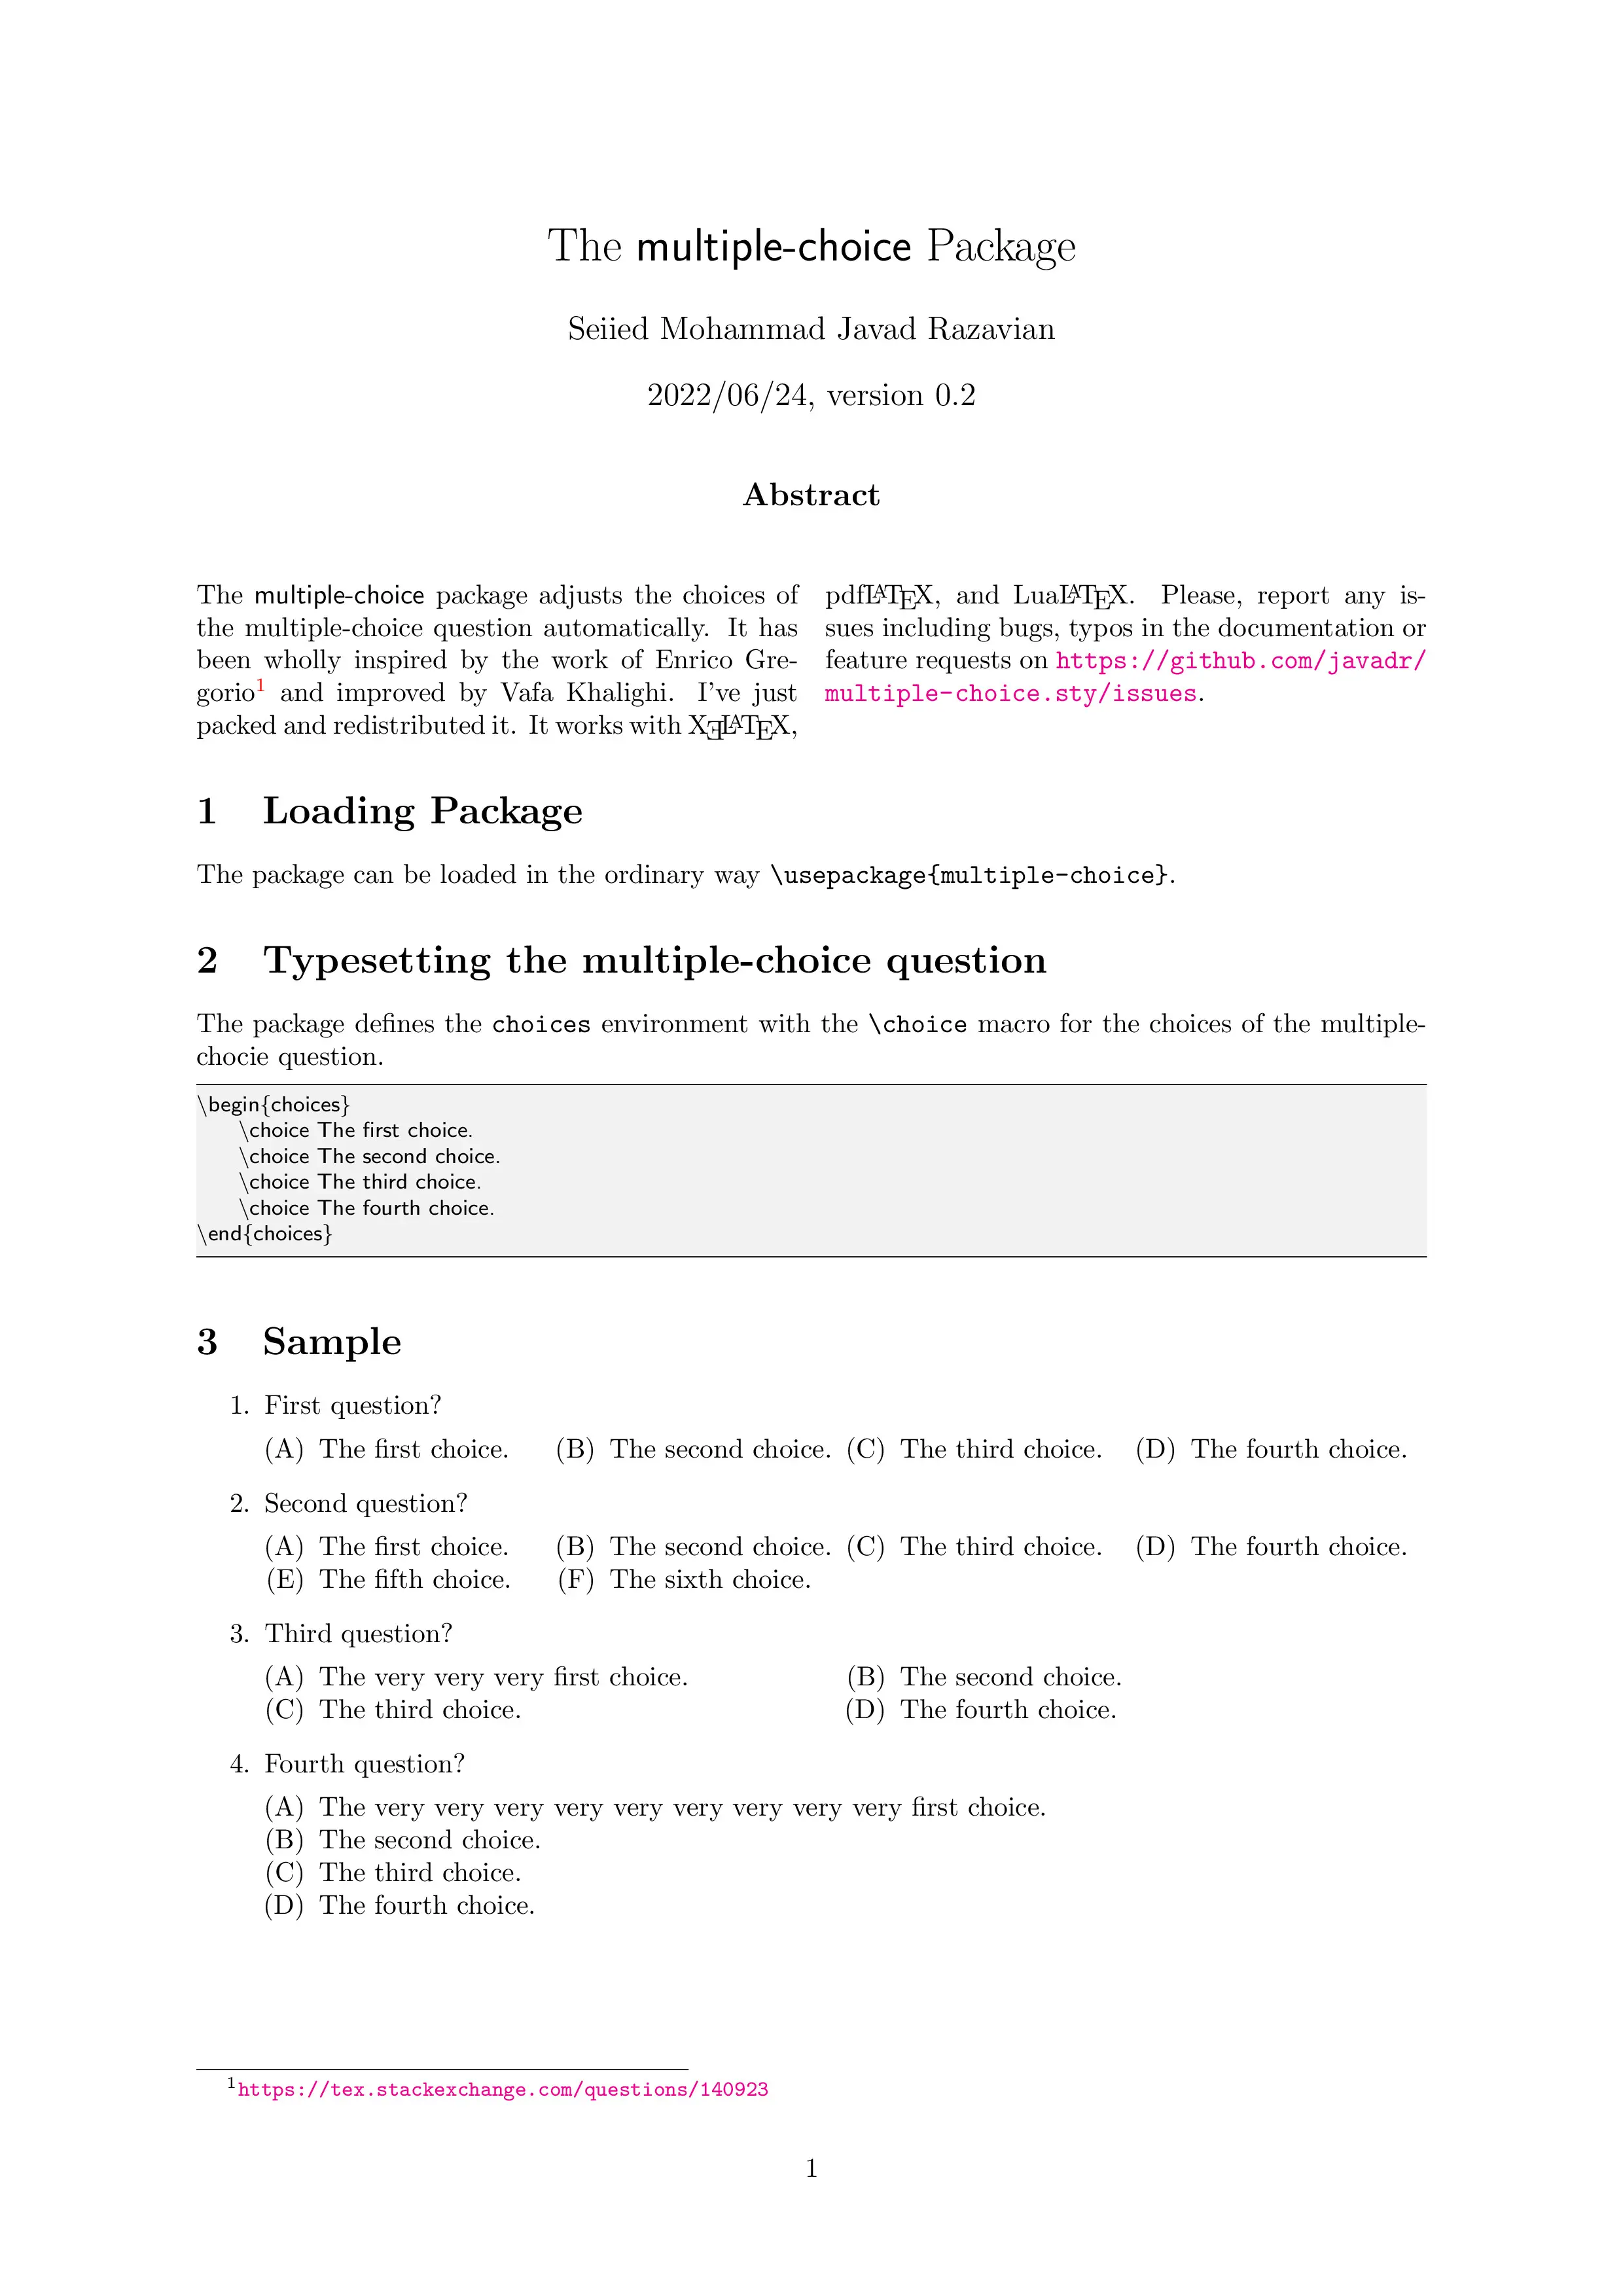 The multiple-choice Package
Seiied Mohammad Javad Razavian
2022/06/24, version 0.2
Abstract
The multiple-choice package adjusts the choices of
the multiple-choice question automatically. It has
been wholly inspired by the work of Enrico Gre-
gorio1 and improved by Vafa Khalighi. I've just
packed and redistributed it. It works with XƎLATEX,
pdfLATEX, and LuaLATEX. Please, report any is-
sues including bugs, typos in the documentation or
feature requests on https://github.com/javadr/
multiple-choice.sty/issues.
1 Loading Package
The package can be loaded in the ordinary way \usepackage{multiple-choice}.
2 Typesetting the multiple-choice question
The package defines the choices environment with the \choice macro for the choices of the multiple-
chocie question.
\begin{choices}
\choice The first choice.
\choice The second choice.
\choice The third choice.
\choice The fourth choice.
\end{choices}
3 Sample
1. First question?
(A) The first choice. (B) The second choice. (C) The third choice. (D) The fourth choice.
2. Second question?
(A) The first choice. (B) The second choice. (C) The third choice. (D) The fourth choice.
(E) The fifth choice. (F) The sixth choice.
3. Third question?
(A) The very very very first choice. (B) The second choice.
(C) The third choice. (D) The fourth choice.
4. Fourth question?
(A) The very very very very very very very very very first choice.
(B) The second choice.
(C) The third choice.
(D) The fourth choice.
1https://tex.stackexchange.com/questions/140923
1